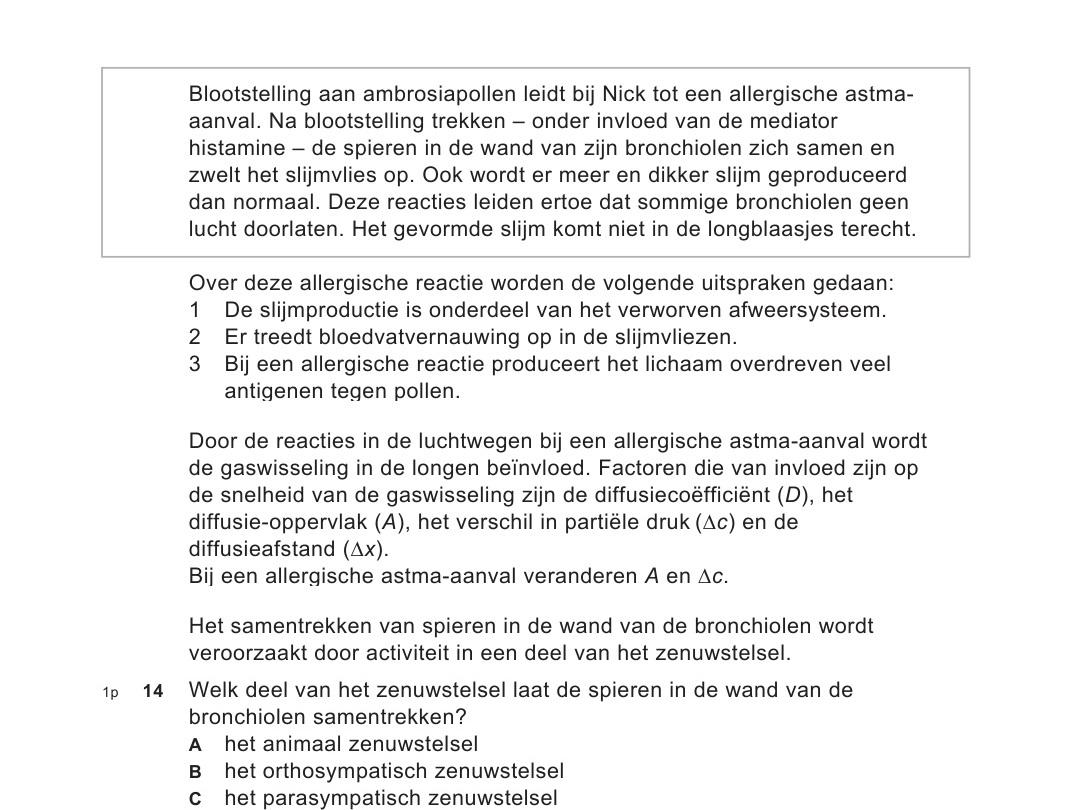 Blootstelling aan ambrosiapollen leidt bij Nick tot een allergische astma-
aanval. Na blootstelling trekken – onder invloed van de mediator
histamine – de spieren in de wand van zijn bronchiolen zich samen en
zwelt het slijmvlies op. Ook wordt er meer en dikker slijm geproduceerd
dan normaal. Deze reacties leiden ertoe dat sommige bronchiolen geen
lucht doorlaten. Het gevormde slijm komt niet in de longblaasjes terecht.
Over deze allergische reactie worden de volgende uitspraken gedaan:
1 De slijmproductie is onderdeel van het verworven afweersysteem.
2 Er treedt bloedvatvernauwing op in de slijmvliezen.
3 Bij een allergische reactie produceert het lichaam overdreven veel
antigenen tegen pollen.
Door de reacties in de luchtwegen bij een allergische astma-aanval wordt
de gaswisseling in de longen beïnvloed. Factoren die van invloed zijn op
de snelheid van de gaswisseling zijn de diffusiecoëfficiënt (D), het
diffusie-oppervlak (A), het verschil in partiële druk (Δc) en de
diffusieafstand (Δx).
Bij een allergische astma-aanval veranderen A en Δc.
Het samentrekken van spieren in de wand van de bronchiolen wordt
veroorzaakt door activiteit in een deel van het zenuwstelsel.
1p 14 Welk deel van het zenuwstelsel laat de spieren in de wand van de
bronchiolen samentrekken?
A het animaal zenuwstelsel
B het orthosympatisch zenuwstelsel
C het parasympatisch zenuwstelsel